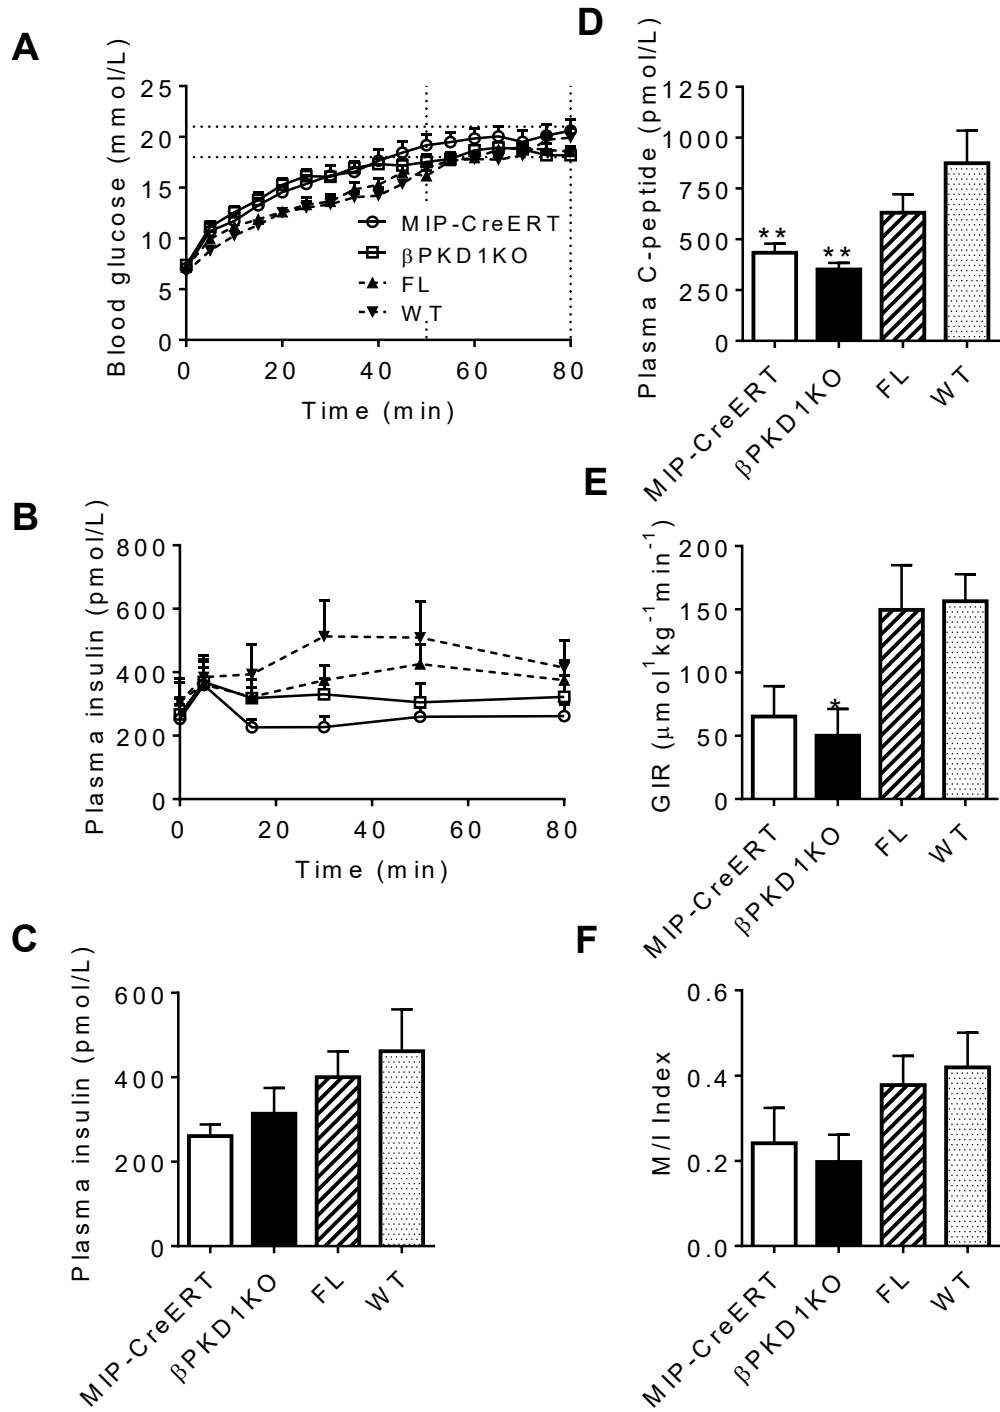 A
Blood glucose (mmol/L)
25
20
15
10
5
0
0 20 40 60 80
Time (min)
MIP-CreERT
βPKD1KO
FL
WT
B
Plasma insulin (pmol/L)
800
600
400
200
0
0 20 40 60 80
Time (min)
C
Plasma insulin (pmol/L)
600
400
200
0
MIP-CreERT
βPKD1KO
FL
WT
D
Plasma C-peptide (pmol/L)
1250
1000
750
500
250
0
**
**
MIP-CreERT
βPKD1KO
FL
WT
E
GIR (μmol¹kg⁻¹min⁻¹)
200
150
100
50
0
*
MIP-CreERT
βPKD1KO
FL
WT
F
M/I Index
0.6
0.4
0.2
0.0
MIP-CreERT
βPKD1KO
FL
WT